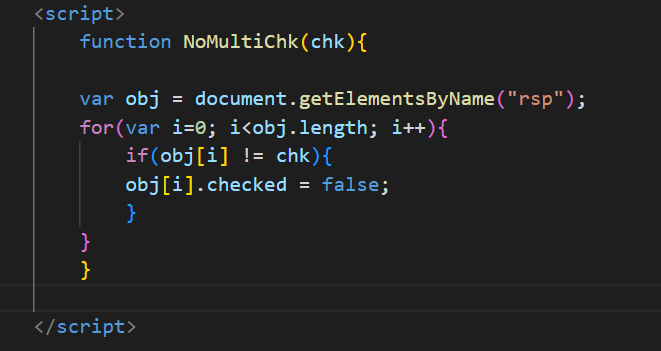 <script>
function NoMultiChk(chk){
var obj = document.getElementsByName("rsp");
for(var i=0; i<obj.length; i++){
if(obj[i] != chk){
obj[i].checked = false;
}
}
}
</script>